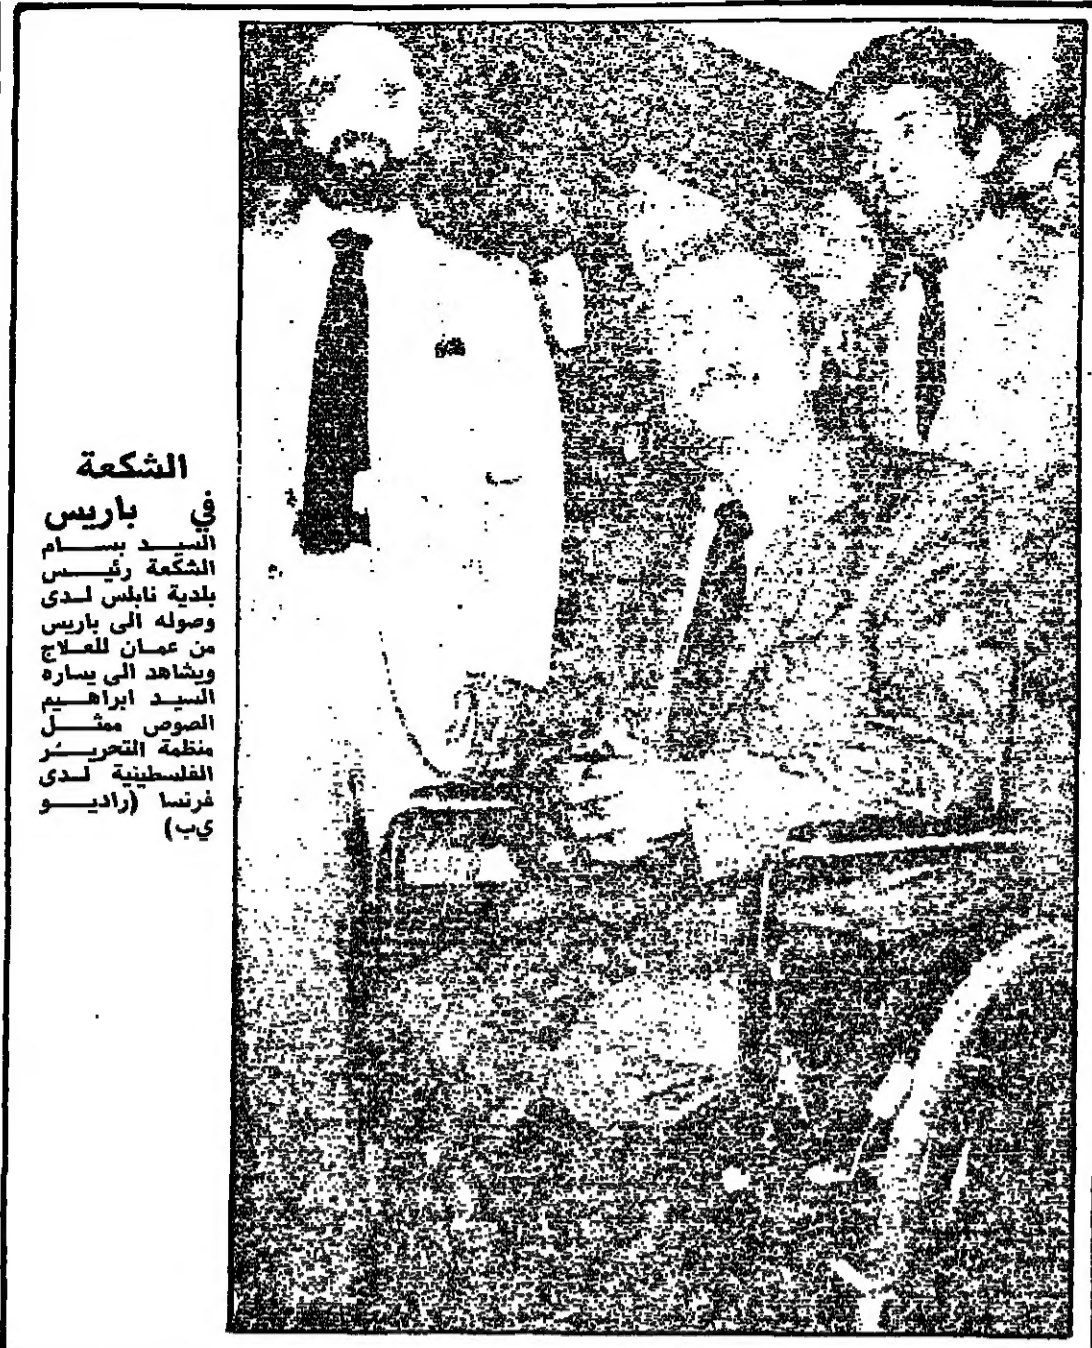 الشكعة
في باريس
السيد بسام
الشكعة رئيس
بلدية نابلس لدى
وصوله الى باريس
من عمان للعلاج
ويشاهد الى يساره
السيد ابراهيم
الصوص ممثل
منظمة التحرير
الفلسطينية لدى
فرنسا (راديو
يب)